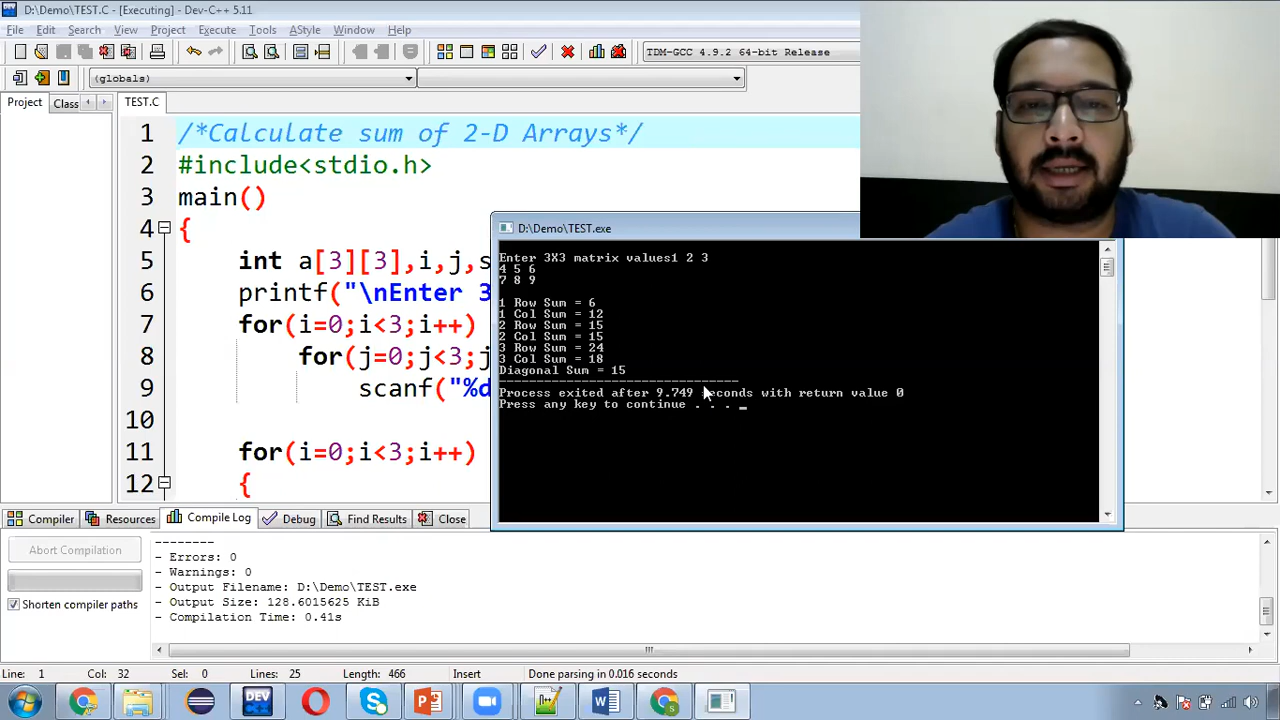 D:\Demo\TEST.C - [Executing] - Dev-C++ 5.11
File Edit Search View Project Execute Tools AStyle Window Help
TDM-GCC 4.9.2 64-bit Release
(globals)
Project Class TEST.C
1 /*Calculate sum of 2-D Arrays*/
2 #include<stdio.h>
3 main()
4 {
5 int a[3][3],i,j,s
6 printf("\nEnter 3
7 for(i=0;i<3;i++)
8 for(j=0;j<3;j
9 scanf("%d
10
11 for(i=0;i<3;i++)
12 {
D:\Demo\TEST.exe
Enter 3X3 matrix values1 2 3
4 5 6
7 8 9
1 Row Sum = 6
1 Col Sum = 12
2 Row Sum = 15
2 Col Sum = 15
3 Row Sum = 24
3 Col Sum = 18
Diagonal Sum = 15
--------------------------------
Process exited after 9.749 seconds with return value 0
Press any key to continue . . . _
Compiler Resources Compile Log Debug Find Results Close
Abort Compilation
Shorten compiler paths
--------
- Errors: 0
- Warnings: 0
- Output Filename: D:\Demo\TEST.exe
- Output Size: 128.6015625 KiB
- Compilation Time: 0.41s
Line: 1 Col: 32 Sel: 0 Lines: 25 Length: 466 Insert Done parsing in 0.016 seconds
DEV C++